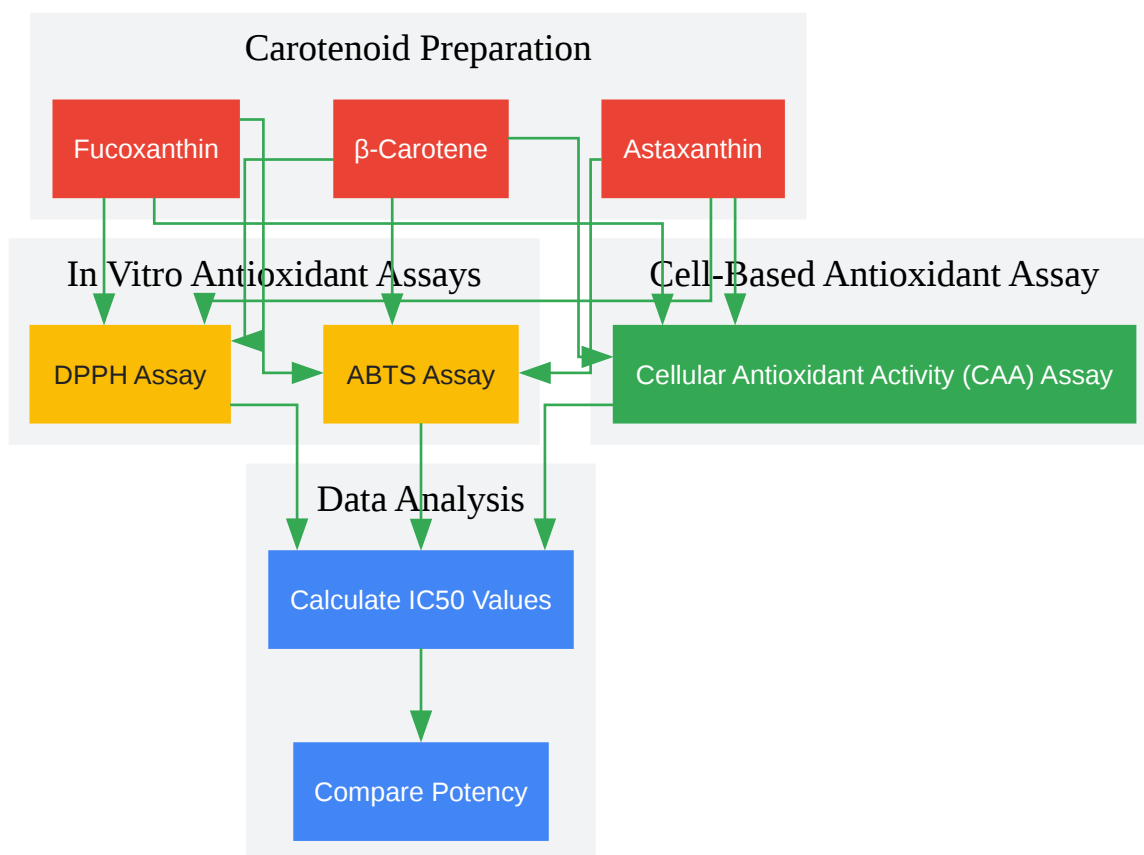 Carotenoid Preparation
Fucoxanthin
β-Carotene
Astaxanthin
In Vitro Antioxidant Assays
Cell-Based Antioxidant Assay
DPPH Assay
ABTS Assay
Cellular Antioxidant Activity (CAA) Assay
Data Analysis
Calculate IC50 Values
Compare Potency